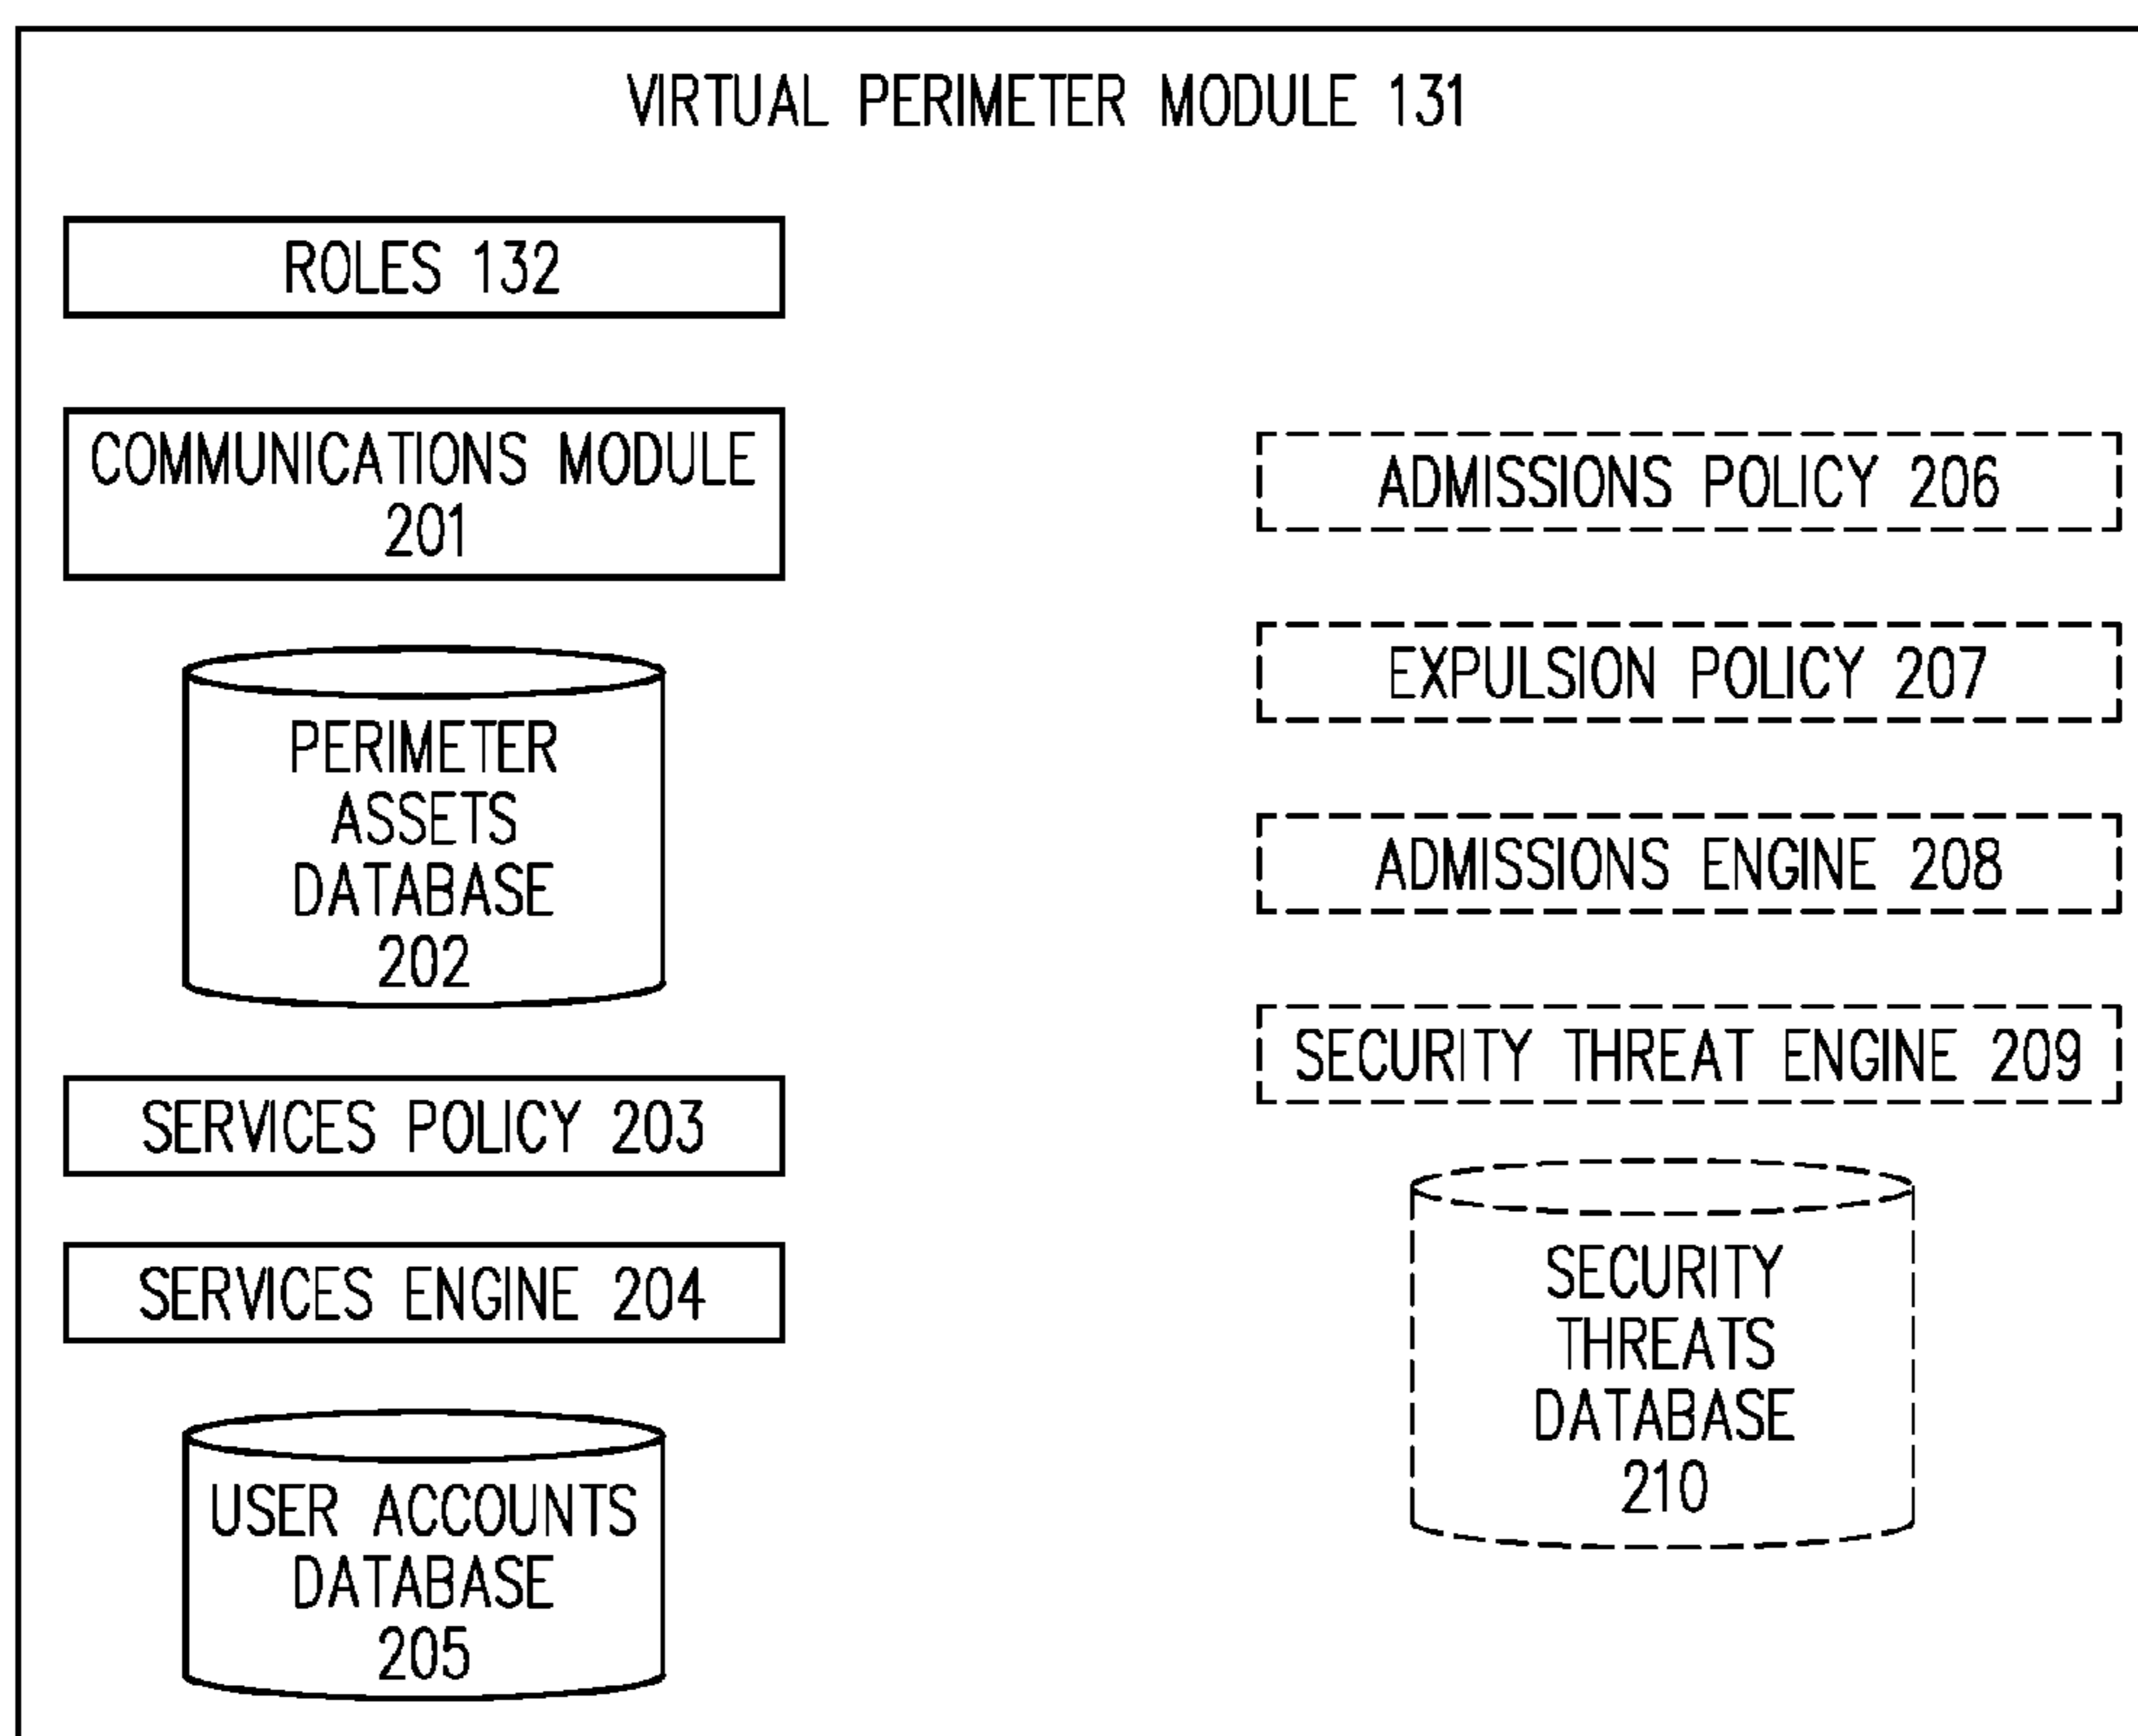 VIRTUAL PERIMETER MODULE 131
ROLES 132
COMMUNICATIONS MODULE
201
PERIMETER
ASSETS
DATABASE
202
SERVICES POLICY 203
SERVICES ENGINE 204
USER ACCOUNTS
DATABASE
205
ADMISSIONS POLICY 206
EXPULSION POLICY 207
ADMISSIONS ENGINE 208
SECURITY THREAT ENGINE 209
SECURITY
THREATS
DATABASE
210